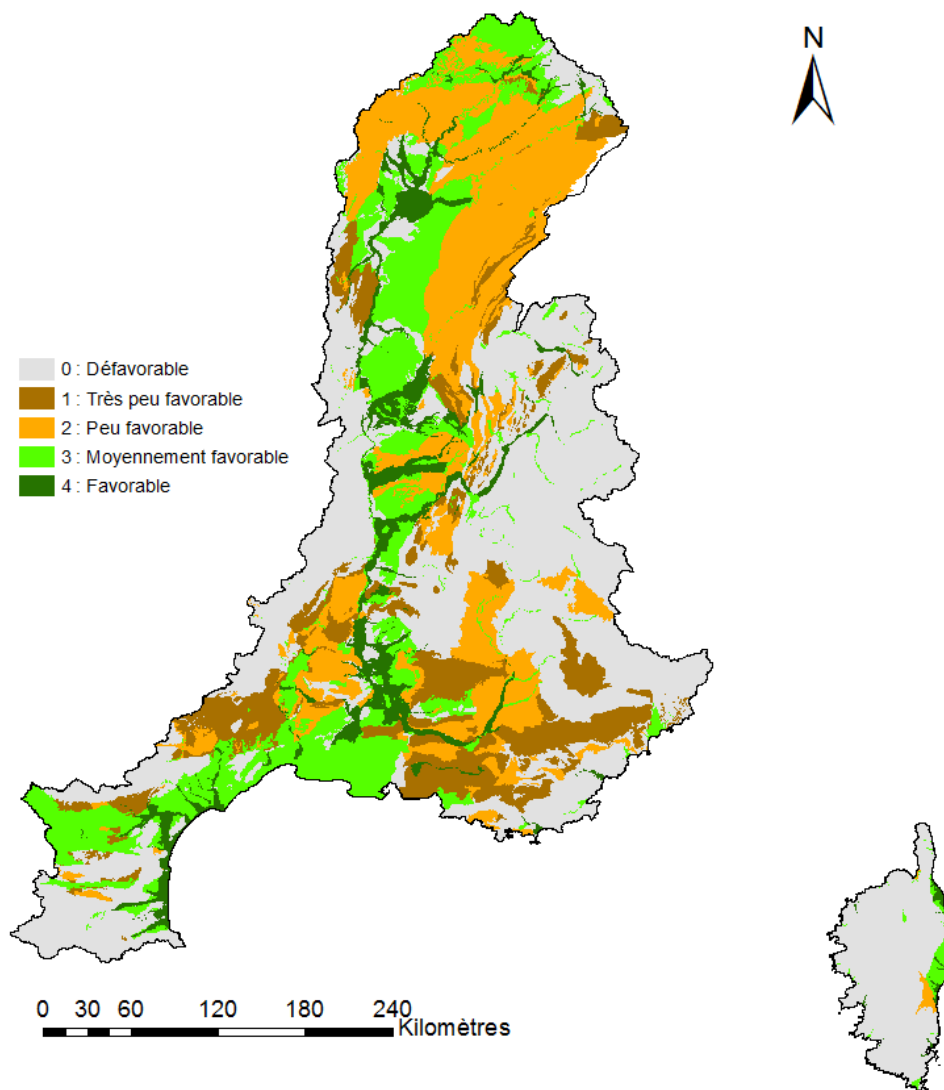 N
0 : Défavorable
1 : Très peu favorable
2 : Peu favorable
3 : Moyennement favorable
4 : Favorable
0 30 60 120 180 240
Kilomètres